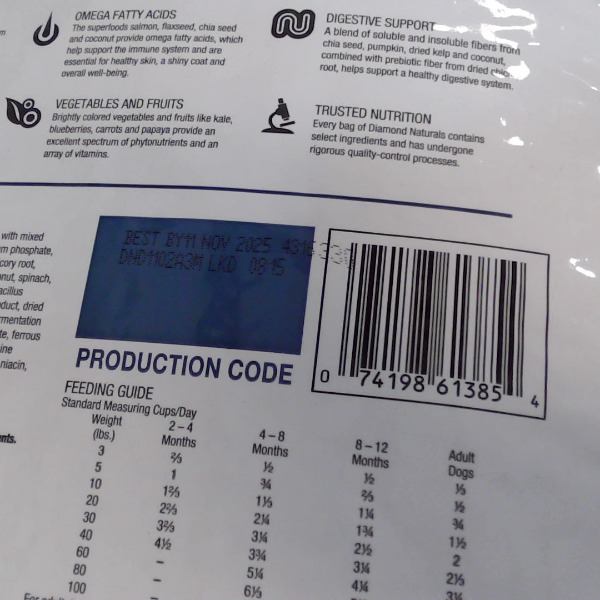 OMEGA FATTY ACIDS
The superfoods salmon, flaxseed, chia seed
and coconut provide omega fatty acids, which
help support the immune system and are
essential for healthy skin, a shiny coat and
overall well-being.
DIGESTIVE SUPPORT
A blend of soluble and insoluble fibers from
chia seed, pumpkin, dried kelp and coconut,
combined with prebiotic fiber from dried
root, helps support a healthy digestive system.
VEGETABLES AND FRUITS
Brightly colored vegetables and fruits like kale,
blueberries, carrots and papaya provide an
excellent spectrum of phytonutrients and an
array of vitamins.
TRUSTED NUTRITION
Every bag of Diamond Naturals contains
select ingredients and has undergone
rigorous quality-control processes.
with mixed
phosphate,
root,
spinach,
dried
ferrous
niacin,
BEST BY 11 NOV 2025
LKD 08:15
PRODUCTION CODE
0 74198 61385 4
FEEDING GUIDE
Standard Measuring Cups/Day
Weight (lbs.) 2–4 Months 4–8 Months 8–12 Months Adult Dogs
3 ⅔ ½ ½ ⅓
5 1 ¾ ⅔ ½
10 1⅔ 1⅓ 1¼ ¾
20 2⅔ 2¼ 1¾ 1½
30 3⅔ 3¼ 2½ 2
40 4½ 3¾ 3¼ 2⅓
60 – 5¼ 4¼
80 – 6⅓
100 –